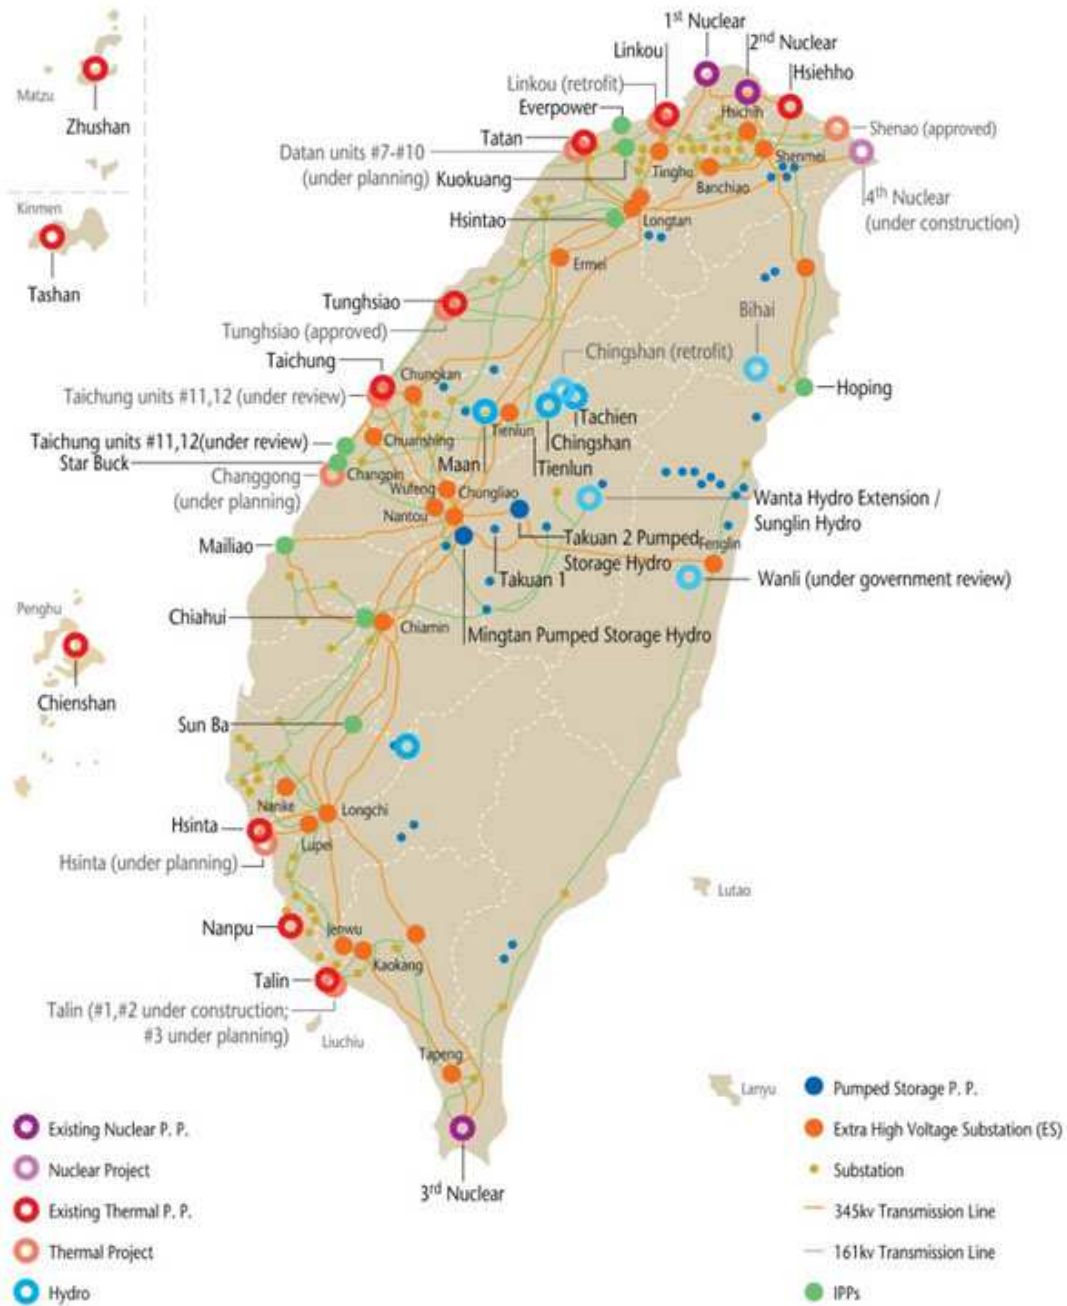 1st Nuclear
2nd Nuclear
Linkou
Hsiehho
Linkou (retrofit)
Everpower
Hsichih
Tatan
Shenao (approved)
Datan units #7-#10
(under planning)
Kuokuang
Tinghu
Shenmei
Banchiao
4th Nuclear
(under construction)
Hsintao
Longtan
Ermei
Matzu
Zhushan
Kinmen
Tashan
Tunghsiao
Tunghsiao (approved)
Bihai
Chingshan (retrofit)
Taichung
Chungkan
Taichung units #11,12 (under review)
Hoping
Tachien
Tienlun
Chuanshing
Taichung units #11,12(under review)
Chingshan
Star Buck
Maan
Tienlun
Changgong
(under planning)
Changpin
Wufeng
Chungliao
Nantou
Wanta Hydro Extension /
Sunglin Hydro
Mailiao
Takuan 2 Pumped
Storage Hydro
Fenglin
Takuan 1
Wanli (under government review)
Penghu
Chiahui
Chiamin
Mingtan Pumped Storage Hydro
Chienshan
Sun Ba
Nanke
Longchi
Hsinta
Lupei
Hsinta (under planning)
Lutao
Nanpu
Jenwu
Kaokang
Talin
Talin (#1,#2 under construction;
#3 under planning)
Liuchiu
Tapeng
Lanyu
3rd Nuclear
Existing Nuclear P. P.
Nuclear Project
Existing Thermal P. P.
Thermal Project
Hydro
Pumped Storage P. P.
Extra High Voltage Substation (ES)
Substation
345kv Transmission Line
161kv Transmission Line
IPPs